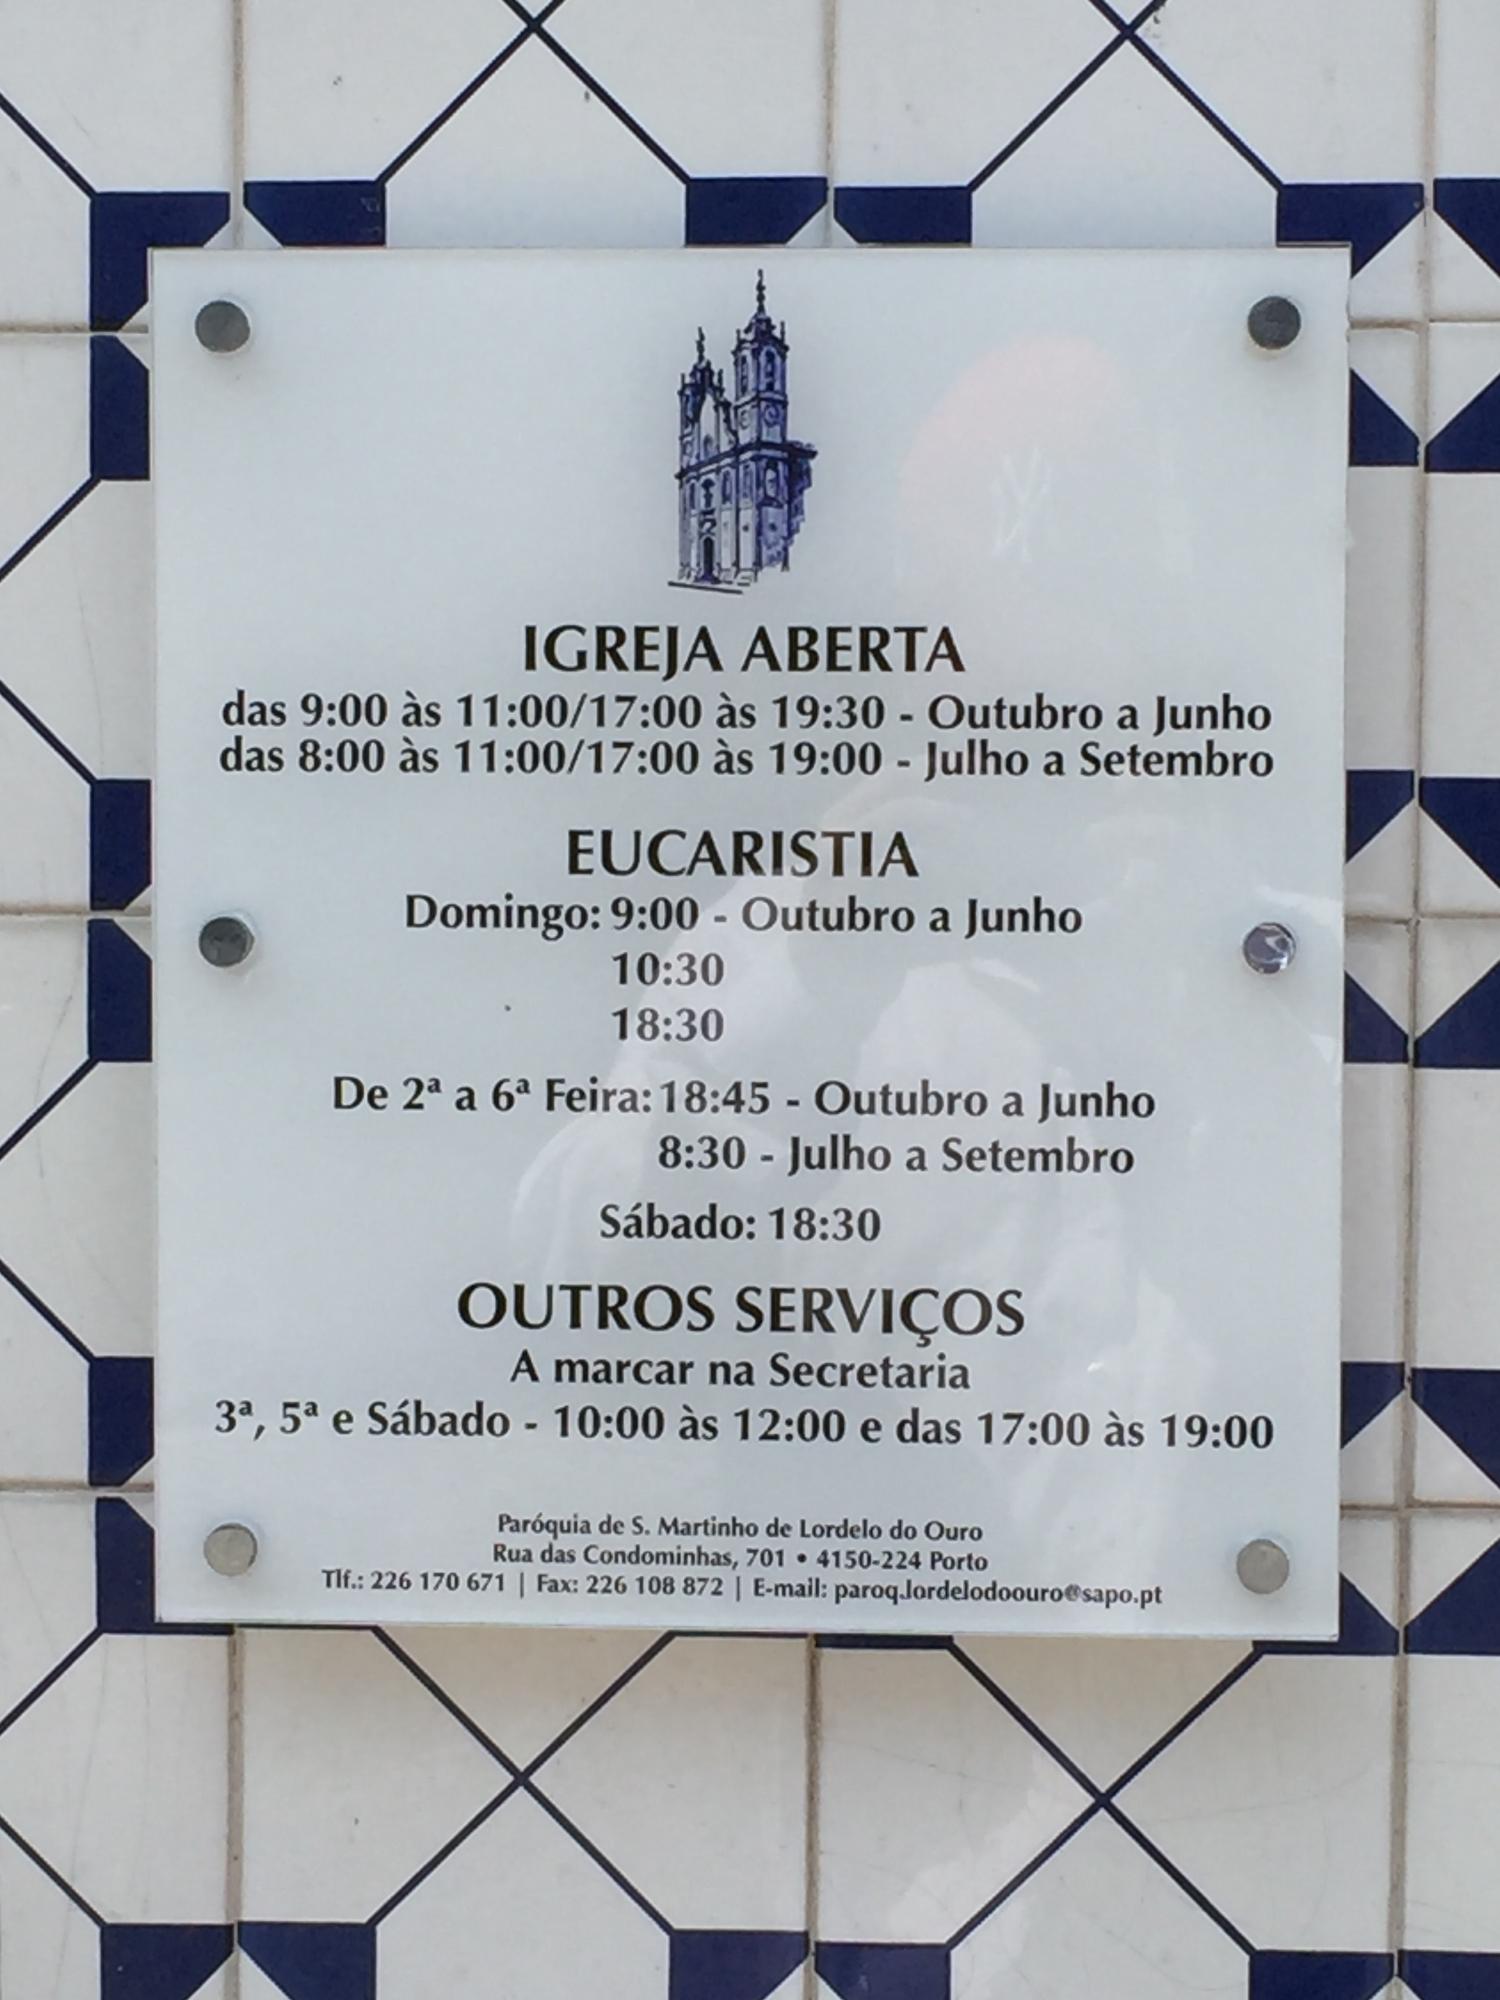 IGREJA ABERTA
das 9:00 às 11:00/17:00 às 19:30 - Outubro a Junho
das 8:00 às 11:00/17:00 às 19:00 - Julho a Setembro
EUCARISTIA
Domingo: 9:00 - Outubro a Junho
10:30
18:30
De 2ª a 6ª Feira: 18:45 - Outubro a Junho
8:30 - Julho a Setembro
Sábado: 18:30
OUTROS SERVIÇOS
A marcar na Secretaria
3ª, 5ª e Sábado - 10:00 às 12:00 e das 17:00 às 19:00
Paróquia de S. Martinho de Lordelo do Ouro
Rua das Condominhas, 701 • 4150-224 Porto
Tlf.: 226 170 671 | Fax: 226 108 872 | E-mail: paroq.lordelodoouro@sapo.pt